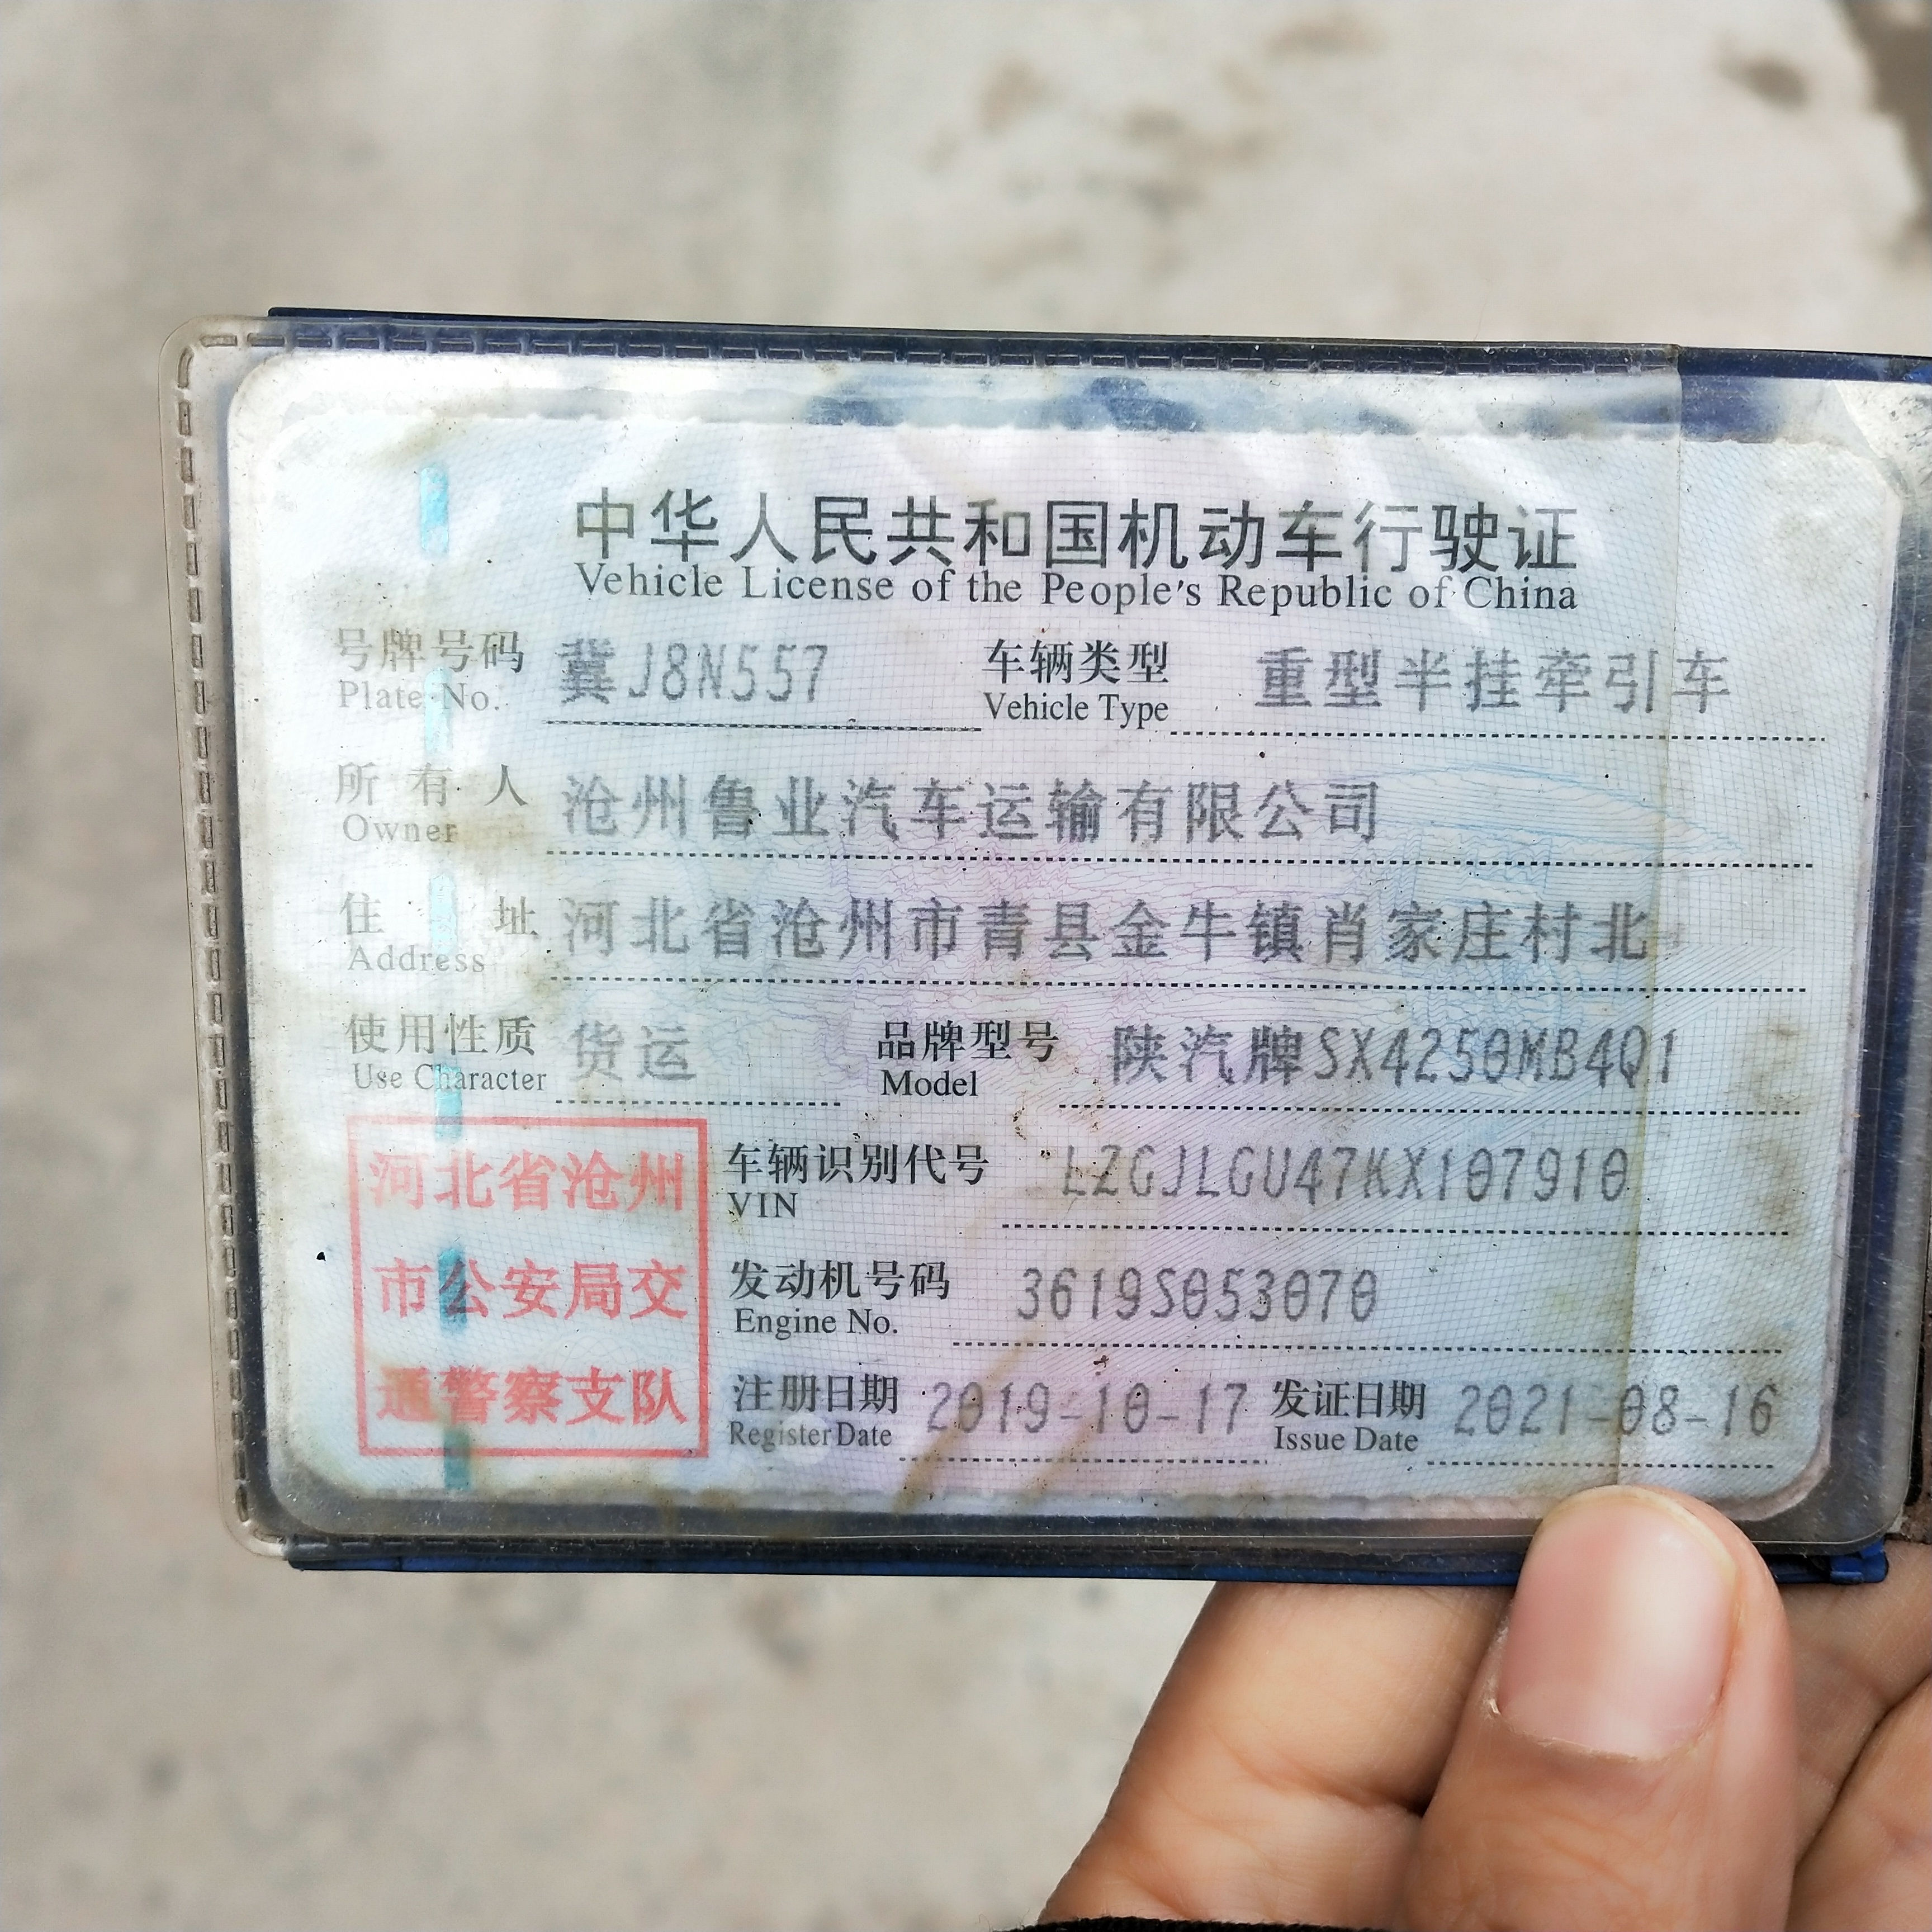 中华人民共和国机动车行驶证
Vehicle License of the People's Republic of China
号牌号码 冀J8N557 车辆类型 重型半挂牵引车
Plate No. Vehicle Type
所有人 沧州鲁业汽车运输有限公司
Owner
住址 河北省沧州市青县金牛镇肖家庄村北
Address
使用性质 货运 品牌型号 陕汽牌SX4250MB4Q1
Use Character Model
河北省沧州
市公安局交
通警察支队
车辆识别代号 LZGJLGU47KX107910
VIN
发动机号码 3619S053070
Engine No.
注册日期 2019-10-17 发证日期 2021-08-16
Register Date Issue Date